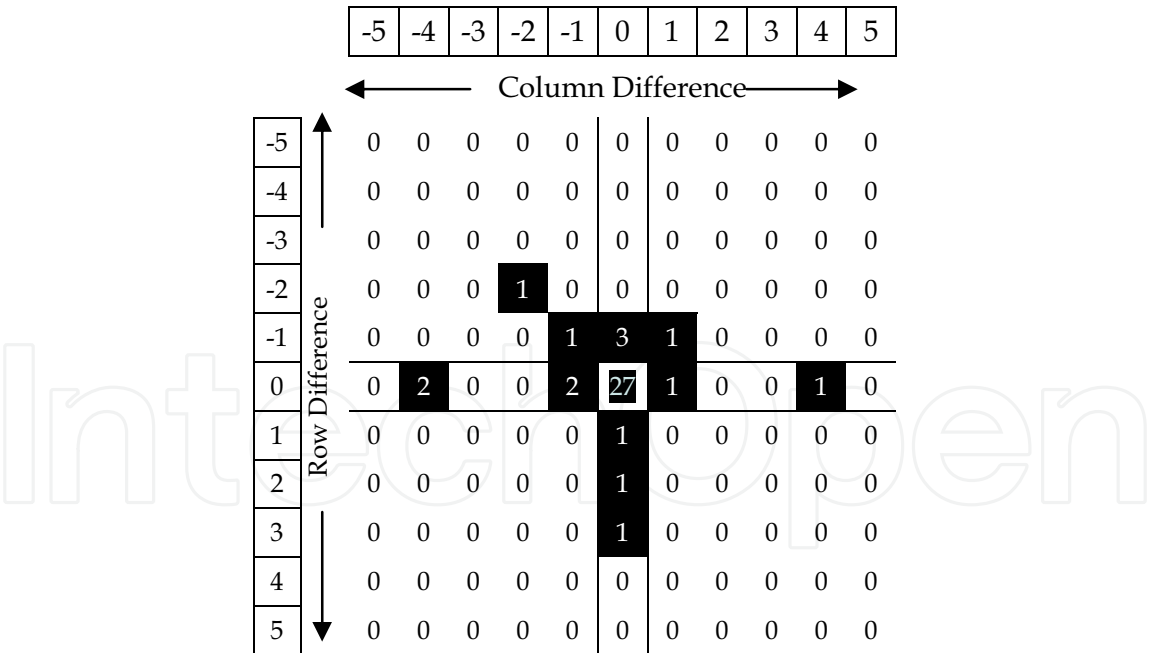 -5 -4 -3 -2 -1 0 1 2 3 4 5
Column Difference
Row Difference
-5 0 0 0 0 0 0 0 0 0 0 0
-4 0 0 0 0 0 0 0 0 0 0 0
-3 0 0 0 0 0 0 0 0 0 0 0
-2 0 0 0 1 0 0 0 0 0 0 0
-1 0 0 0 0 1 3 1 0 0 0 0
0 0 2 0 0 2 27 1 0 0 1 0
1 0 0 0 0 0 1 0 0 0 0 0
2 0 0 0 0 0 1 0 0 0 0 0
3 0 0 0 0 0 1 0 0 0 0 0
4 0 0 0 0 0 0 0 0 0 0 0
5 0 0 0 0 0 0 0 0 0 0 0
IntechOpen